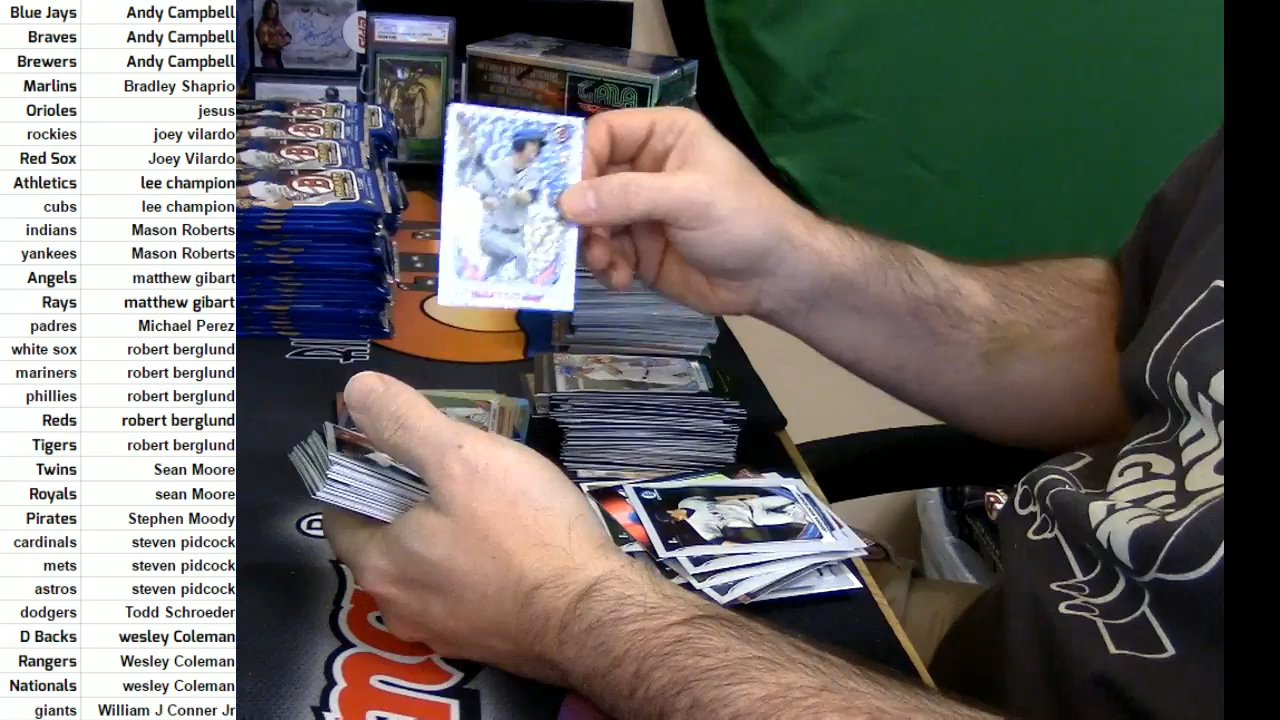 Blue Jays Andy Campbell
Braves Andy Campbell
Brewers Andy Campbell
Marlins Bradley Shaprio
Orioles jesus
rockies joey vilardo
Red Sox Joey Vilardo
Athletics lee champion
cubs lee champion
indians Mason Roberts
yankees Mason Roberts
Angels matthew gibart
Rays matthew gibart
padres Michael Perez
white sox robert berglund
mariners robert berglund
phillies robert berglund
Reds robert berglund
Tigers robert berglund
Twins Sean Moore
Royals sean Moore
Pirates Stephen Moody
cardinals steven pidcock
mets steven pidcock
astros steven pidcock
dodgers Todd Schroeder
D Backs wesley Coleman
Rangers Wesley Coleman
Nationals wesley Coleman
giants William J Conner Jr
GALA